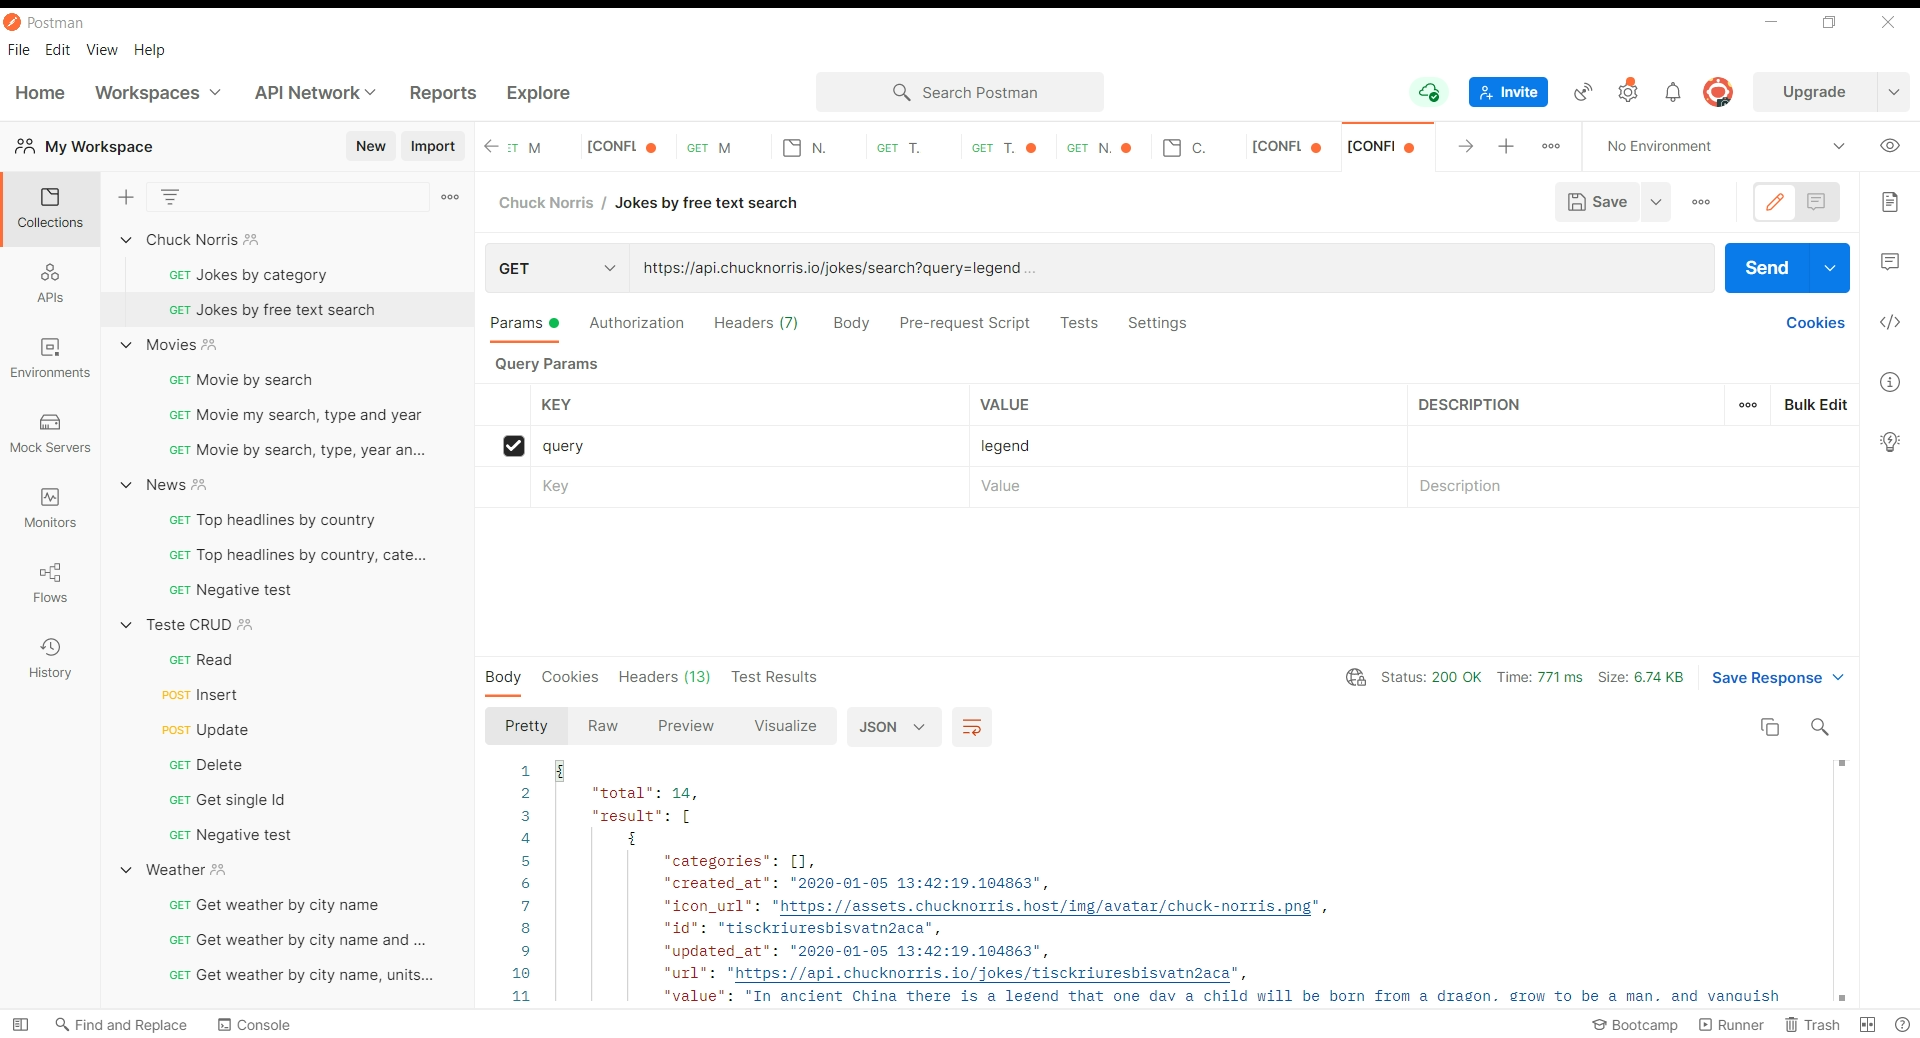 Postman
File Edit View Help
Home Workspaces API Network Reports Explore Search Postman Invite Upgrade
My Workspace New Import
ET M [CONFL GET M N. GET T. GET T. GET N. C. [CONFL [CONFI No Environment
Chuck Norris / Jokes by free text search Save
GET https://api.chucknorris.io/jokes/search?query=legend ... Send
Params Authorization Headers (7) Body Pre-request Script Tests Settings Cookies
Query Params
KEY VALUE DESCRIPTION Bulk Edit
query legend
Key Value Description
Collections
APIs
Environments
Mock Servers
Monitors
Flows
History
Chuck Norris
GET Jokes by category
GET Jokes by free text search
Movies
GET Movie by search
GET Movie my search, type and year
GET Movie by search, type, year an...
News
GET Top headlines by country
GET Top headlines by country, cate...
GET Negative test
Teste CRUD
GET Read
POST Insert
POST Update
GET Delete
GET Get single Id
GET Negative test
Weather
GET Get weather by city name
GET Get weather by city name and ...
GET Get weather by city name, units...
Body Cookies Headers (13) Test Results Status: 200 OK Time: 771 ms Size: 6.74 KB Save Response
Pretty Raw Preview Visualize JSON
1 {
2 "total": 14,
3 "result": [
4 {
5 "categories": [],
6 "created_at": "2020-01-05 13:42:19.104863",
7 "icon_url": "https://assets.chucknorris.host/img/avatar/chuck-norris.png",
8 "id": "tisckriuresbisvatn2aca",
9 "updated_at": "2020-01-05 13:42:19.104863",
10 "url": "https://api.chucknorris.io/jokes/tisckriuresbisvatn2aca",
11 "value": "In ancient China there is a legend that one day a child will be born from a dragon, grow to be a man, and vanquish
Find and Replace Console Bootcamp Runner Trash